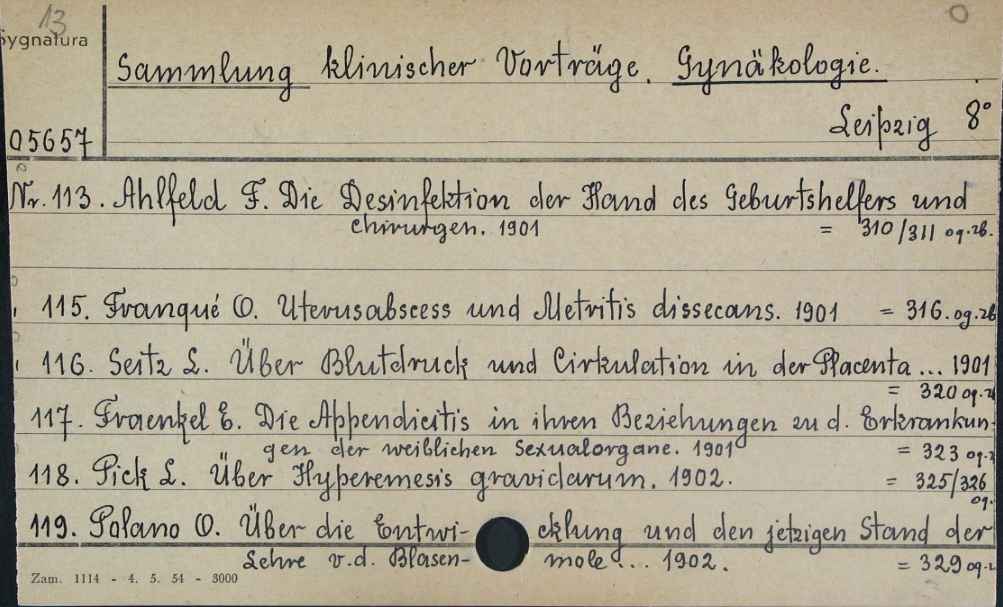 13
Sygnatura
Sammlung klinischer Vorträge. Gynäkologie.
Leipzig 8°
05657
Nr. 113. Ahlfeld F. Die Desinfektion der Hand des Geburtshelfers und
Chirurgen. 1901 = 310/311 og.zb.
115. Franqué O. Uterusabscess und Metritis dissecans. 1901 = 316. og.zb
116. Seitz L. Über Blutdruck und Cirkulation in der Placenta ... 1901
= 320 og.z
117. Fraenkel E. Die Appendicitis in ihren Beziehungen zu d. Erkrankun-
gen der weiblichen Sexualorgane. 1901 = 323 og.z
118. Pick L. Über Hyperemesis gravidarum. 1902. = 325/326
og.
119. Polano O. Über die Entwi- cklung und den jetzigen Stand der
Lehre v.d. Blasen- mole ... 1902. = 329 og.z
Zam. 1114 - 4. 5. 54 - 3000